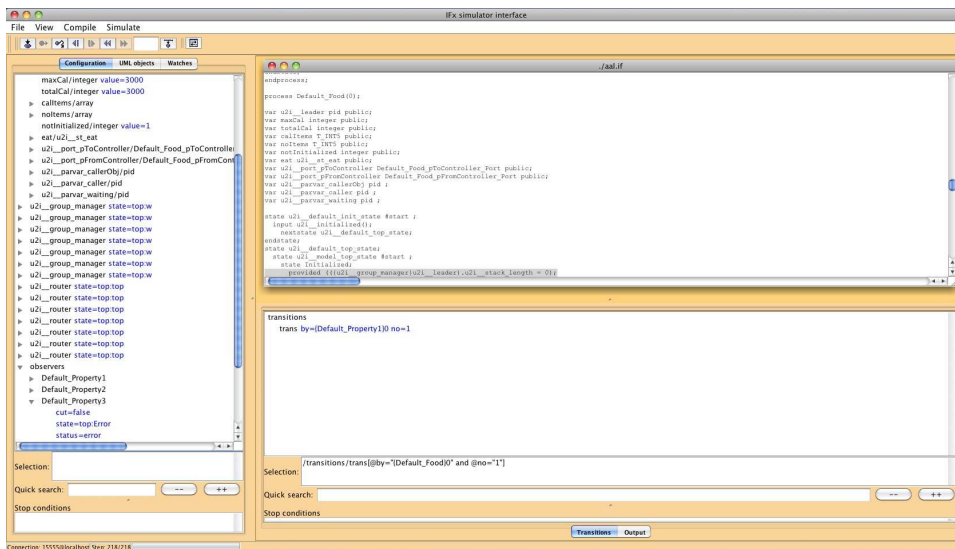 IFx simulator interface
File View Compile Simulate
Configuration UML objects Watches
maxCal/integer value=3000
totalCal/integer value=3000
calItems/array
noItems/array
notInitialized/integer value=1
eat/u2i__st_eat
u2i__port_pToController/Default_Food_pToController
u2i__port_pFromController/Default_Food_pFromCont
u2i__parvar_callerObj/pid
u2i__parvar_caller/pid
u2i__parvar_waiting/pid
u2i__group_manager state=top:w
u2i__group_manager state=top:w
u2i__group_manager state=top:w
u2i__group_manager state=top:w
u2i__group_manager state=top:w
u2i__group_manager state=top:w
u2i__router state=top:top
u2i__router state=top:top
u2i__router state=top:top
u2i__router state=top:top
u2i__router state=top:top
u2i__router state=top:top
u2i__router state=top:top
observers
Default_Property1
Default_Property2
Default_Property3
cut=false
state=top:Error
status=error
Selection:
Quick search:
--
++
Stop conditions
Connection: 15555@localhost Step: 218/218
./aal.if
endprocess;
process Default_Food(0);
var u2i__leader pid public;
var maxCal integer public;
var totalCal integer public;
var calItems T_INT5 public;
var noItems T_INT5 public;
var notInitialized integer public;
var eat u2i__st_eat public;
var u2i__port_pToController Default_Food_pToController_Port public;
var u2i__port_pFromController Default_Food_pFromController_Port public;
var u2i__parvar_callerObj pid ;
var u2i__parvar_caller pid ;
var u2i__parvar_waiting pid ;
state u2i__default_init_state #start ;
input u2i__initialized();
nextstate u2i__default_top_state;
endstate;
state u2i__default_top_state;
state u2i__model_top_state #start ;
state Initialized;
provided (((u2i__group_manager)u2i__leader).u2i__stack_length = 0);
transitions
trans by={Default_Property1}0 no=1
Selection:
/transitions/trans[@by="{Default_Food}0" and @no="1"]
Quick search:
--
++
Stop conditions
Transitions Output